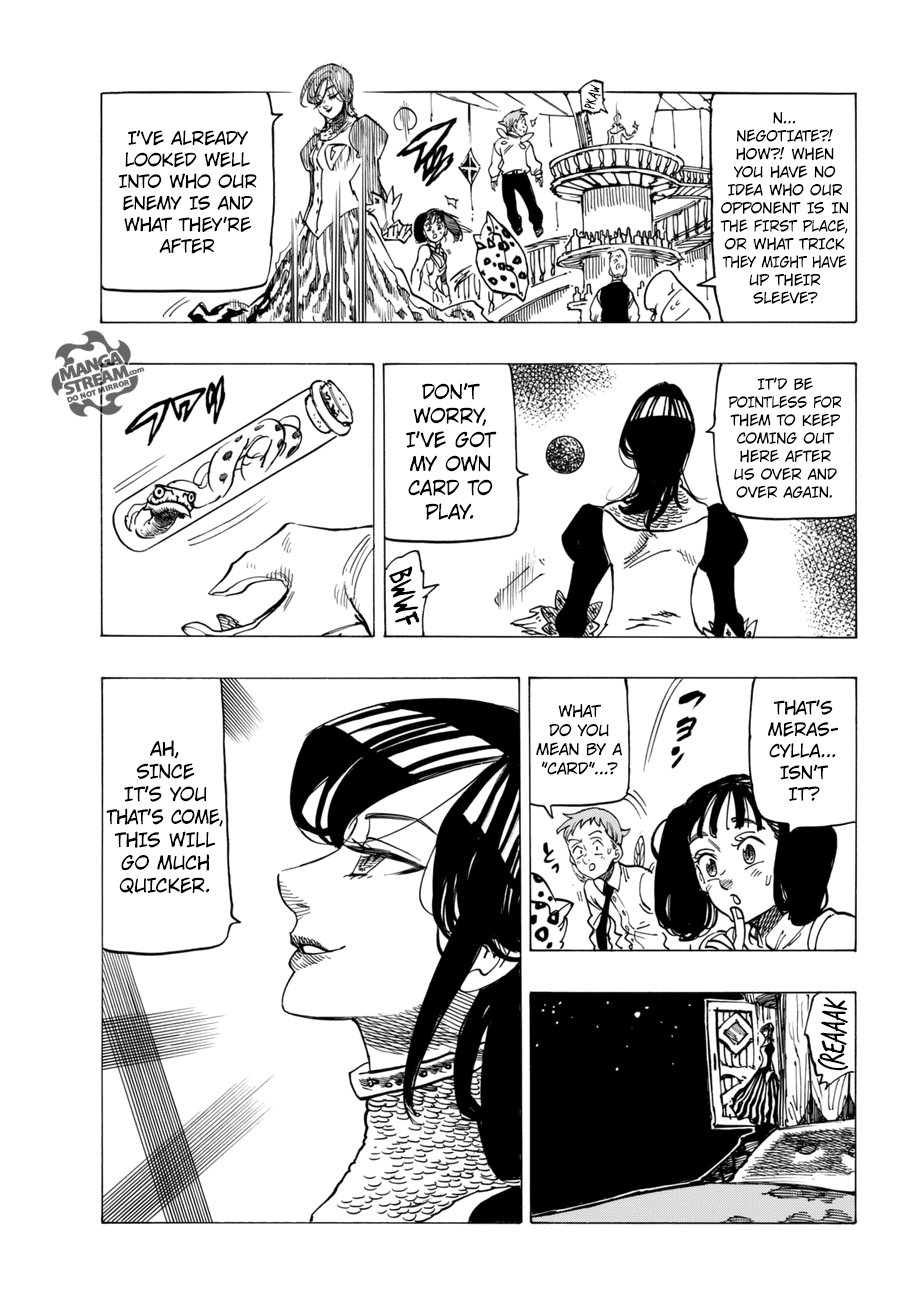 N...
NEGOTIATE?!
HOW?! WHEN
YOU HAVE NO
IDEA WHO OUR
OPPONENT IS IN
THE FIRST PLACE,
OR WHAT TRICK
THEY MIGHT HAVE
UP THEIR
SLEEVE?
PKAW
I'VE ALREADY
LOOKED WELL
INTO WHO OUR
ENEMY IS AND
WHAT THEY'RE
AFTER
IT'D BE
POINTLESS FOR
THEM TO KEEP
COMING OUT
HERE AFTER
US OVER AND
OVER AGAIN.
DON'T
WORRY,
I'VE GOT
MY OWN
CARD TO
PLAY.
BWWF
MANGA
STREAM.com
DO NOT MIRROR
THAT'S
MERAS-
CYLLA...
ISN'T
IT?
WHAT
DO YOU
MEAN BY A
"CARD"...?
CREAAAK
AH,
SINCE
IT'S YOU
THAT'S COME,
THIS WILL
GO MUCH
QUICKER.